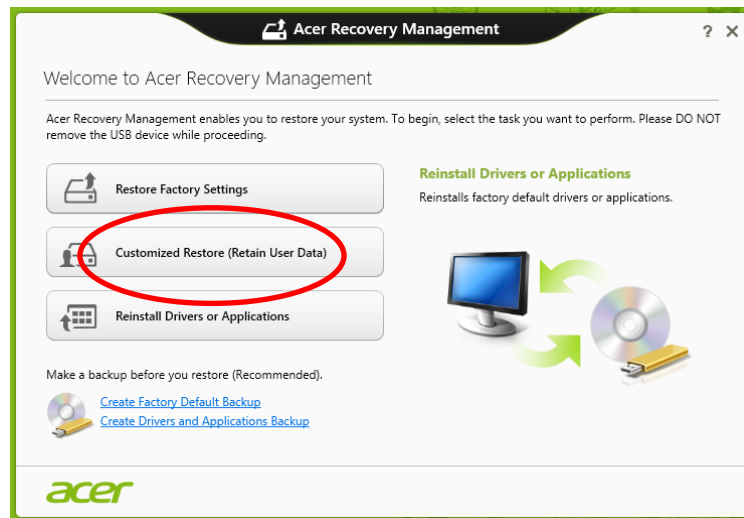 Acer Recovery Management
? X
Welcome to Acer Recovery Management
Acer Recovery Management enables you to restore your system. To begin, select the task you want to perform. Please DO NOT
remove the USB device while proceeding.
Restore Factory Settings
Customized Restore (Retain User Data)
Reinstall Drivers or Applications
Reinstall Drivers or Applications
Reinstalls factory default drivers or applications.
Make a backup before you restore (Recommended).
Create Factory Default Backup
Create Drivers and Applications Backup
acer